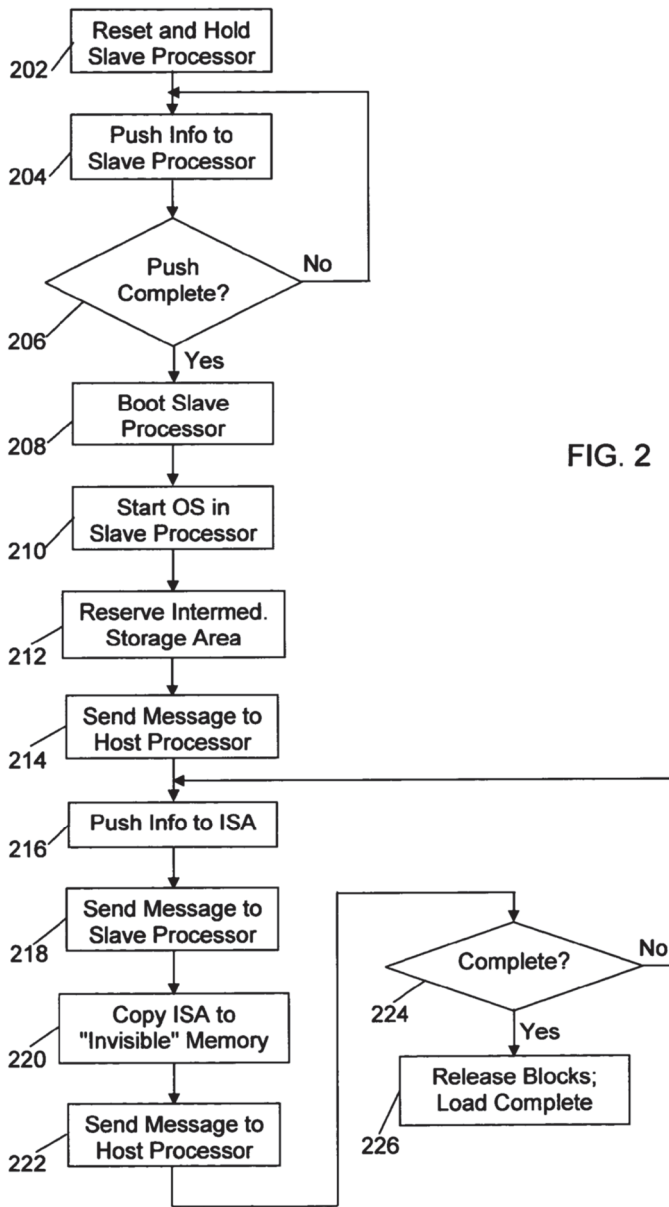 Reset and Hold
Slave Processor
202
Push Info to
Slave Processor
204
Push
Complete?
No
206
Yes
Boot Slave
Processor
208
FIG. 2
Start OS in
Slave Processor
210
Reserve Intermed.
Storage Area
212
Send Message to
Host Processor
214
Push Info to ISA
216
Send Message to
Slave Processor
218
Copy ISA to
"Invisible" Memory
220
Send Message to
Host Processor
222
Complete?
No
224
Yes
Release Blocks;
Load Complete
226